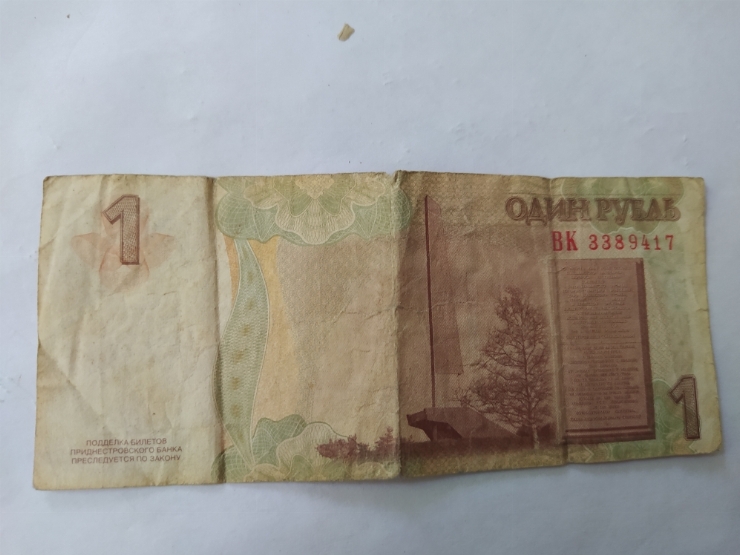 1
ОДИН РУБЛЬ
ВК 3389417
1
ПОДДЕЛКА БИЛЕТОВ
ПРИДНЕСТРОВСКОГО БАНКА
ПРЕСЛЕДУЕТСЯ ПО ЗАКОНУ